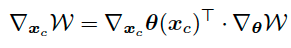 ∇_{𝒙_c} 𝒲 = ∇_{𝒙_c} 𝜽(𝒙_c)^⊤ · ∇_𝜽 𝒲